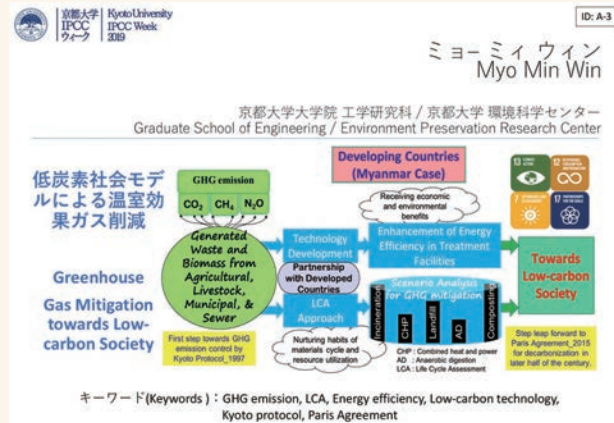 京都大学
IPCC
ウィーク
Kyoto University
IPCC Week
2019
ID: A-3
ミョーミィ ウィン
Myo Min Win
京都大学大学院 工学研究科 / 京都大学 環境科学センター
Graduate School of Engineering / Environment Preservation Research Center
低炭素社会モデ
ルによる温室効
果ガス削減
Greenhouse
Gas Mitigation
towards Low-
carbon Society
GHG emission
CO₂ CH₄ N₂O
Generated
Waste and
Biomass from
Agricultural,
Livestock,
Municipal, &
Sewer
First step towards GHG
emission control by
Kyoto Protocol_1997
Developing Countries
(Myanmar Case)
Receiving economic
and environmental
benefits
Technology
Development
Enhancement of Energy
Efficiency in Treatment
Facilities
Partnership
with Developed
Countries
LCA
Approach
Scenario Analysis
for GHG mitigation
Incineration
CHP
Landfill
AD
Composting
Nurturing habits of
materials cycle and
resource utilization
CHP : Combined heat and power
AD : Anaerobic digestion
LCA : Life Cycle Assessment
13
12
7
17
Towards
Low-carbon
Society
Step leap forward to
Paris Agreement_2015
for decarbonization in
later half of the century.
キーワード(Keywords)：GHG emission, LCA, Energy efficiency, Low-carbon technology,
Kyoto protocol, Paris Agreement